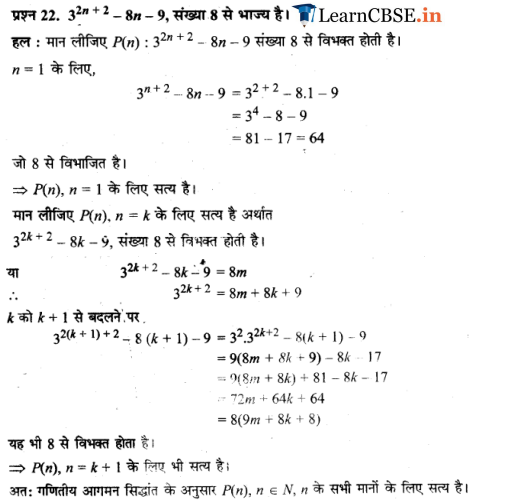 प्रश्न 22. 3^{2n + 2} – 8n – 9, संख्या 8 से भाज्य है।
LearnCBSE.in
हल : मान लीजिए P(n) : 3^{2n + 2} – 8n – 9 संख्या 8 से विभक्त होती है।
n = 1 के लिए,
3^{n + 2} – 8n – 9 = 3^{2 + 2} – 8.1 – 9
= 3^4 – 8 – 9
= 81 – 17 = 64
जो 8 से विभाजित है।
⇒ P(n), n = 1 के लिए सत्य है।
मान लीजिए P(n), n = k के लिए सत्य है अर्थात
3^{2k + 2} – 8k – 9, संख्या 8 से विभक्त होती है।
या 3^{2k + 2} – 8k – 9 = 8m
∴ 3^{2k + 2} = 8m + 8k + 9
k को k + 1 से बदलने पर
3^{2(k + 1) + 2} – 8 (k + 1) – 9 = 3^2.3^{2k+2} – 8(k + 1) – 9
= 9(8m + 8k + 9) – 8k – 17
= 9(8m + 8k) + 81 – 8k – 17
= 72m + 64k + 64
= 8(9m + 8k + 8)
यह भी 8 से विभक्त होता है।
⇒ P(n), n = k + 1 के लिए भी सत्य है।
अत: गणितीय आगमन सिद्धांत के अनुसार P(n), n ∈ N, n के सभी मानों के लिए सत्य है।